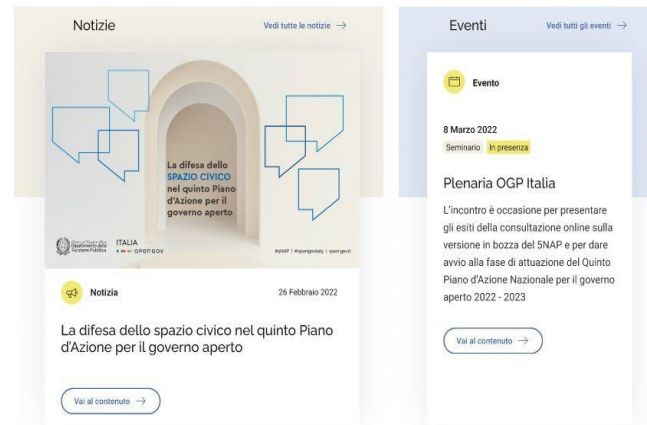 Notizie
Vedi tutte le notizie →
La difesa dello
SPAZIO CIVICO
nel quinto Piano
d'Azione per il
governo aperto
Dipartimento della
Funzione Pubblica
ITALIA
OPENGOV
#5NAP | #opengovitaly | open.gov.it
Notizia
26 Febbraio 2022
La difesa dello spazio civico nel quinto Piano
d'Azione per il governo aperto
Vai al contenuto →
Eventi
Vedi tutti gli eventi →
Evento
8 Marzo 2022
Seminario In presenza
Plenaria OGP Italia
L'incontro è occasione per presentare
gli esiti della consultazione online sulla
versione in bozza del 5NAP e per dare
avvio alla fase di attuazione del Quinto
Piano d'Azione Nazionale per il governo
aperto 2022 - 2023
Vai al contenuto →